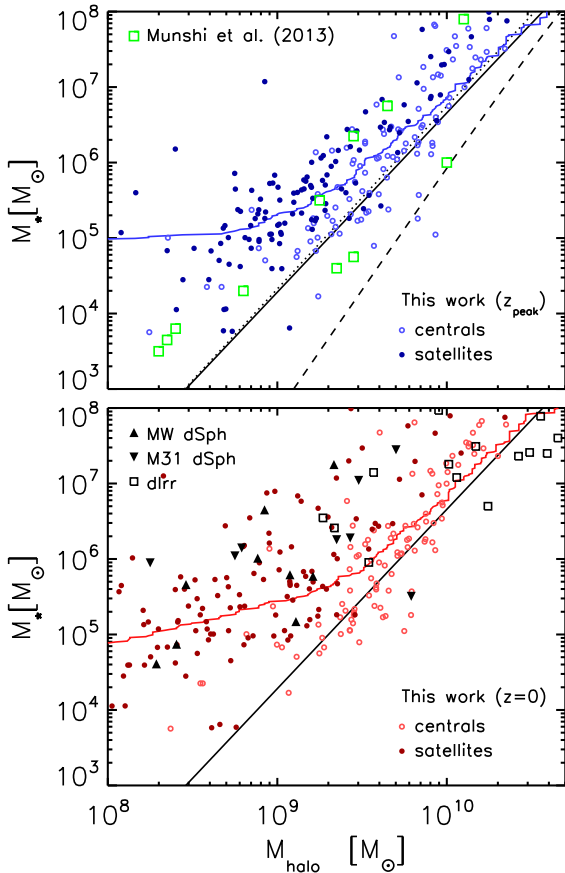 10⁸
10⁷
10⁶
10⁵
10⁴
10³
M★[M⊙]
Munshi et al. (2013)
This work (z_peak)
centrals
satellites
10⁸
10⁷
10⁶
10⁵
10⁴
10³
M★[M⊙]
MW dSph
M31 dSph
dIrr
This work (z=0)
centrals
satellites
10⁸ 10⁹ 10¹⁰
M_halo [M⊙]